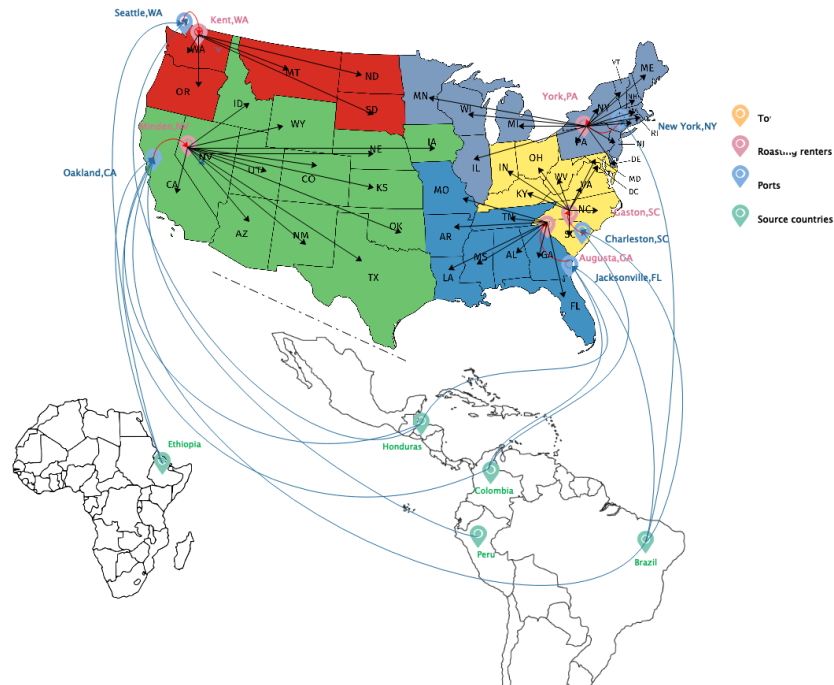 Seattle,WA
Kent,WA
WA
OR
MT
ND
SD
ID
WY
NE
IA
NV
UT
CO
KS
CA
AZ
NM
OK
TX
Oakland,CA
MN
WI
MI
IL
York,PA
NY
ME
VT
NH
RI
New York,NY
PA
NJ
DE
MD
DC
OH
IN
WV
VA
KY
NC
Gaston,SC
SC
Charleston,SC
MO
TN
AR
MS
AL
GA
LA
FL
Augusta,GA
Jacksonville,FL
Roasting renters
Ports
Source countries
Ethiopia
Honduras
Colombia
Peru
Brazil